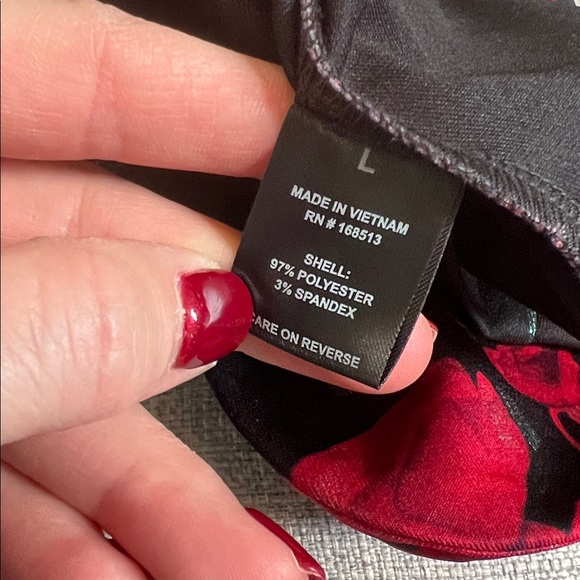 L
MADE IN VIETNAM
RN # 168513
SHELL:
97% POLYESTER
3% SPANDEX
CARE ON REVERSE